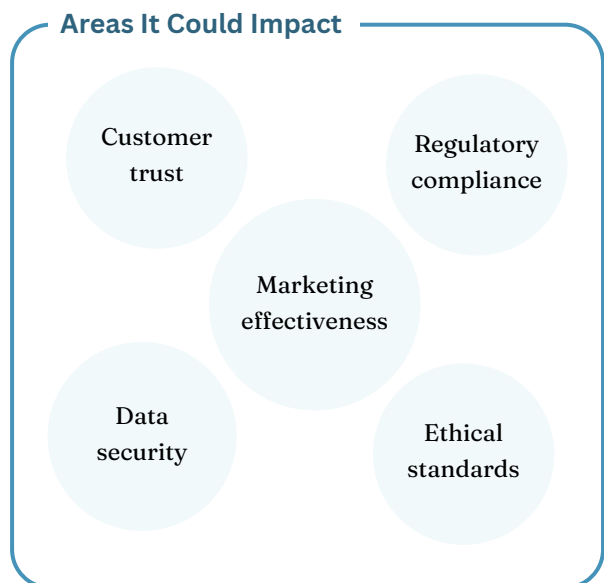 Areas It Could Impact
Customer
trust
Regulatory
compliance
Marketing
effectiveness
Data
security
Ethical
standards